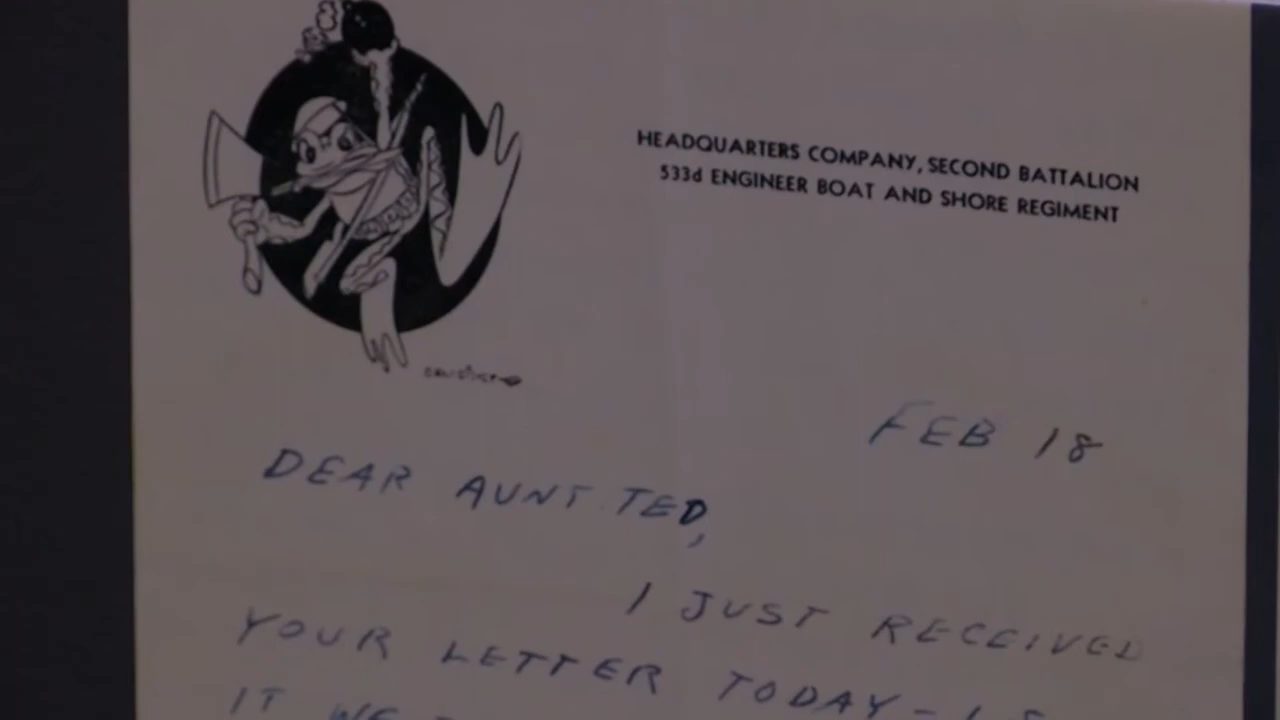 HEADQUARTERS COMPANY, SECOND BATTALION
533d ENGINEER BOAT AND SHORE REGIMENT
FEB 18
DEAR AUNT TED,
I JUST RECEIVED
YOUR LETTER TODAY -
IT